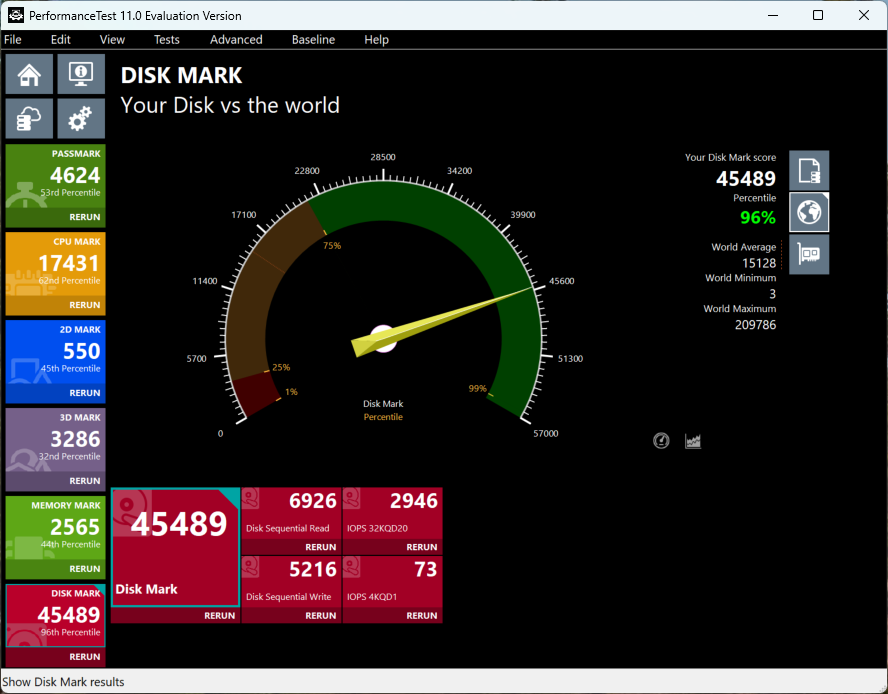 PerformanceTest 11.0 Evaluation Version
File Edit View Tests Advanced Baseline Help
DISK MARK
Your Disk vs the world
PASSMARK
4624
53rd Percentile
RERUN
CPU MARK
17431
62nd Percentile
RERUN
2D MARK
550
45th Percentile
RERUN
3D MARK
3286
32nd Percentile
RERUN
MEMORY MARK
2565
44th Percentile
RERUN
DISK MARK
45489
96th Percentile
RERUN
0
5700
11400
17100
22800
28500
34200
39900
45600
51300
57000
1%
25%
75%
99%
Disk Mark
Percentile
Your Disk Mark score
45489
Percentile
96%
World Average
15128
World Minimum
3
World Maximum
209786
45489
Disk Mark
RERUN
6926
Disk Sequential Read
RERUN
2946
IOPS 32KQD20
RERUN
5216
Disk Sequential Write
RERUN
73
IOPS 4KQD1
RERUN
Show Disk Mark results